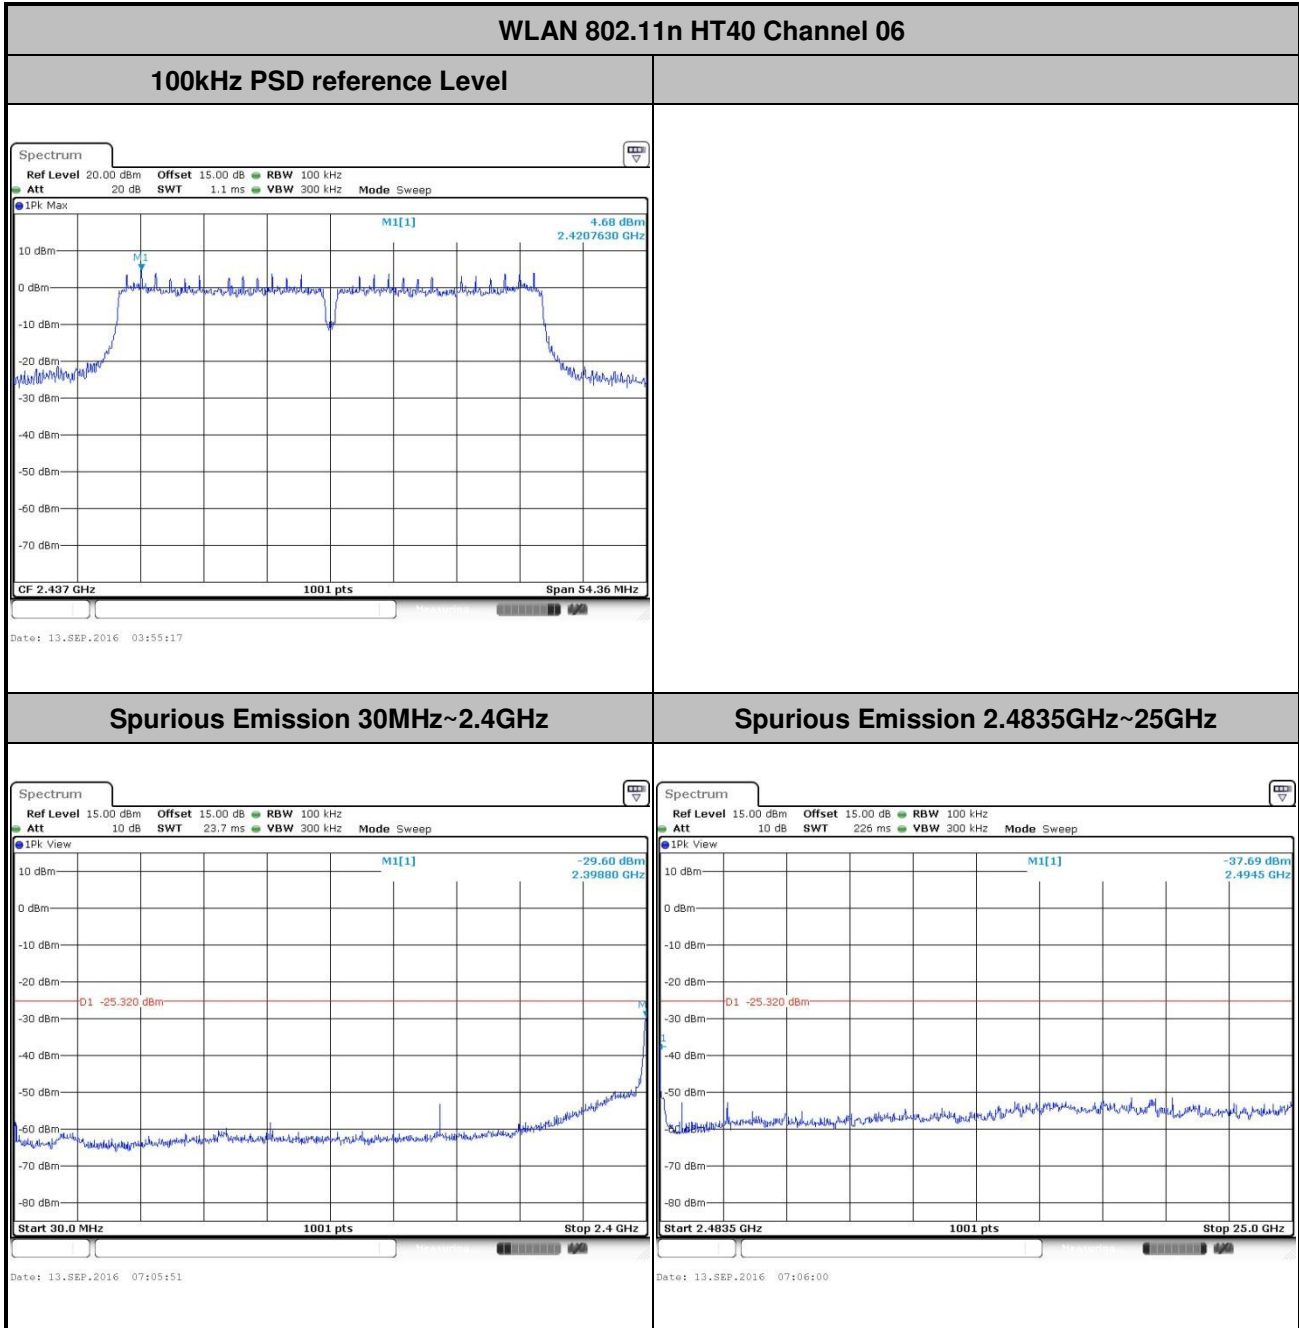 WLAN 802.11n HT40 Channel 06
100kHz PSD reference Level
Spectrum
Ref Level 20.00 dBm Offset 15.00 dB RBW 100 kHz
Att 20 dB SWT 1.1 ms VBW 300 kHz Mode Sweep
1Pk Max
M1[1] 4.68 dBm
2.4207630 GHz
10 dBm
M1
0 dBm
-10 dBm
-20 dBm
-30 dBm
-40 dBm
-50 dBm
-60 dBm
-70 dBm
CF 2.437 GHz 1001 pts Span 54.36 MHz
Date: 13.SEP.2016 03:55:17
Spurious Emission 30MHz~2.4GHz
Spectrum
Ref Level 15.00 dBm Offset 15.00 dB RBW 100 kHz
Att 10 dB SWT 23.7 ms VBW 300 kHz Mode Sweep
1Pk View
M1[1] -29.60 dBm
2.39880 GHz
10 dBm
0 dBm
-10 dBm
-20 dBm
D1 -25.320 dBm
-30 dBm
-40 dBm
-50 dBm
-60 dBm
-70 dBm
-80 dBm
Start 30.0 MHz 1001 pts Stop 2.4 GHz
Date: 13.SEP.2016 07:05:51
Spurious Emission 2.4835GHz~25GHz
Spectrum
Ref Level 15.00 dBm Offset 15.00 dB RBW 100 kHz
Att 10 dB SWT 226 ms VBW 300 kHz Mode Sweep
1Pk View
M1[1] -37.69 dBm
2.4945 GHz
10 dBm
0 dBm
-10 dBm
-20 dBm
D1 -25.320 dBm
-30 dBm
-40 dBm
-50 dBm
-60 dBm
-70 dBm
-80 dBm
Start 2.4835 GHz 1001 pts Stop 25.0 GHz
Date: 13.SEP.2016 07:06:00